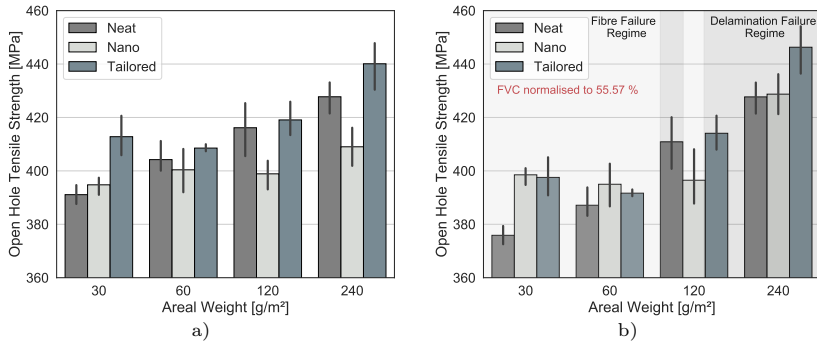 460
440
420
400
380
360
Open Hole Tensile Strength [MPa]
Neat
Nano
Tailored
30
60
120
240
Areal Weight [g/m²]
a)
460
440
420
400
380
360
Open Hole Tensile Strength [MPa]
Neat
Nano
Tailored
Fibre Failure
Regime
Delamination Failure
Regime
FVC normalised to 55.57 %
30
60
120
240
Areal Weight [g/m²]
b)